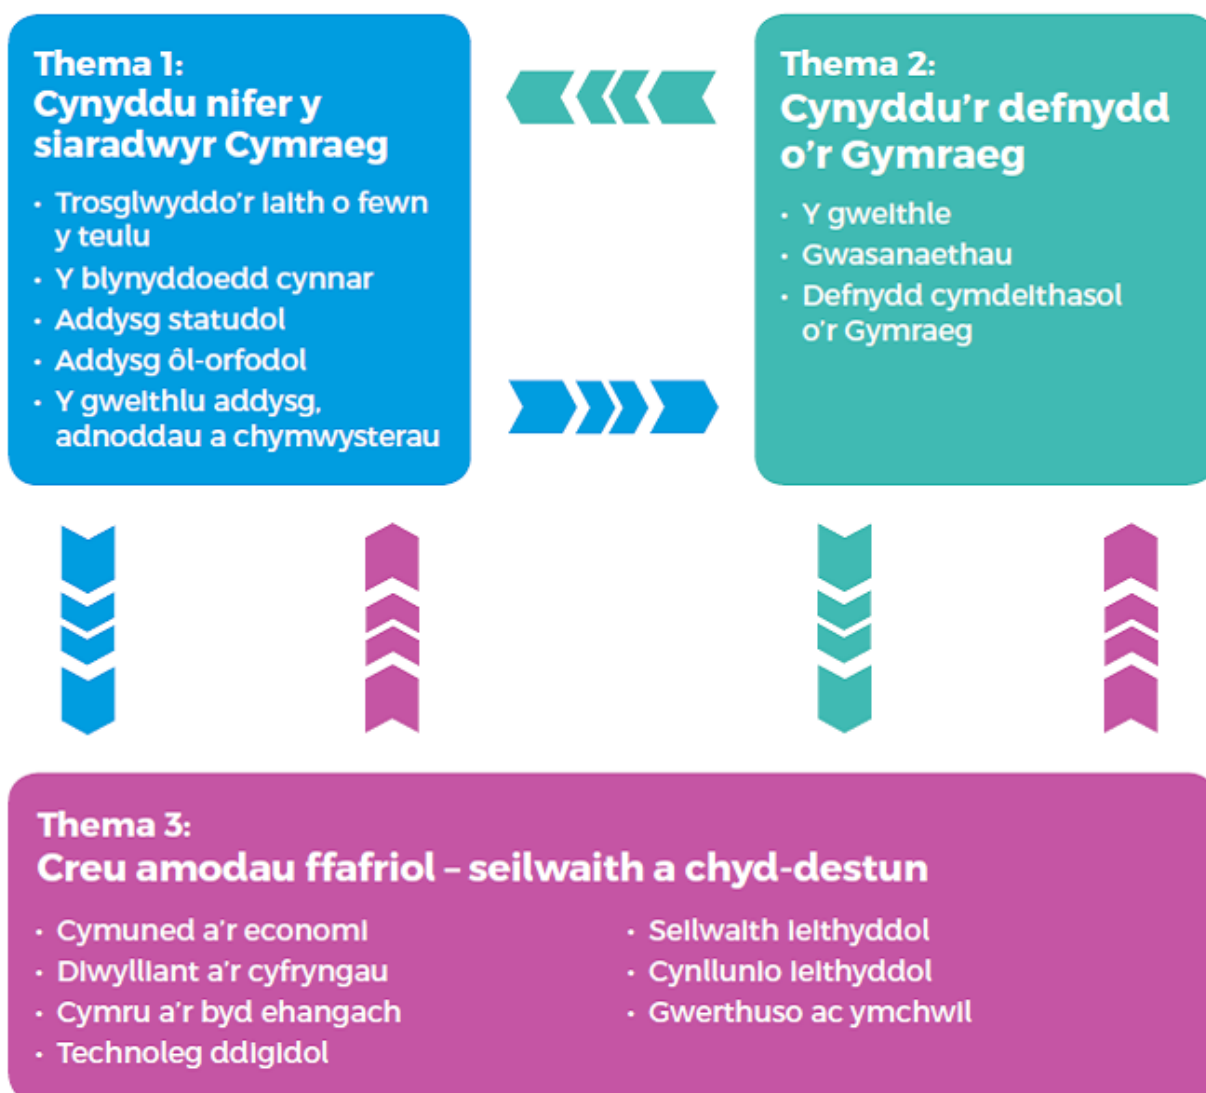 Thema 1:
Cynyddu nifer y
siaradwyr Cymraeg
• Trosglwyddo'r iaith o fewn
y teulu
• Y blynyddoedd cynnar
• Addysg statudol
• Addysg ôl-orfodol
• Y gweithlu addysg,
adnoddau a chymwysterau
Thema 2:
Cynyddu'r defnydd
o'r Gymraeg
• Y gweithle
• Gwasanaethau
• Defnydd cymdeithasol
o'r Gymraeg
Thema 3:
Creu amodau ffafriol – seilwaith a chyd-destun
• Cymuned a'r economi
• Diwylliant a'r cyfryngau
• Cymru a'r byd ehangach
• Technoleg ddigidol
• Seilwaith ieithyddol
• Cynllunio ieithyddol
• Gwerthuso ac ymchwil